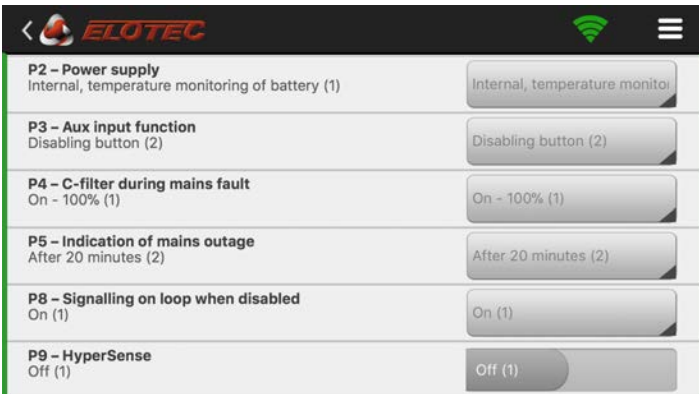 ELOTEC
P2 – Power supply
Internal, temperature monitoring of battery (1)
Internal, temperature monitor
P3 – Aux input function
Disabling button (2)
Disabling button (2)
P4 – C-filter during mains fault
On - 100% (1)
On - 100% (1)
P5 – Indication of mains outage
After 20 minutes (2)
After 20 minutes (2)
P8 – Signalling on loop when disabled
On (1)
On (1)
P9 – HyperSense
Off (1)
Off (1)